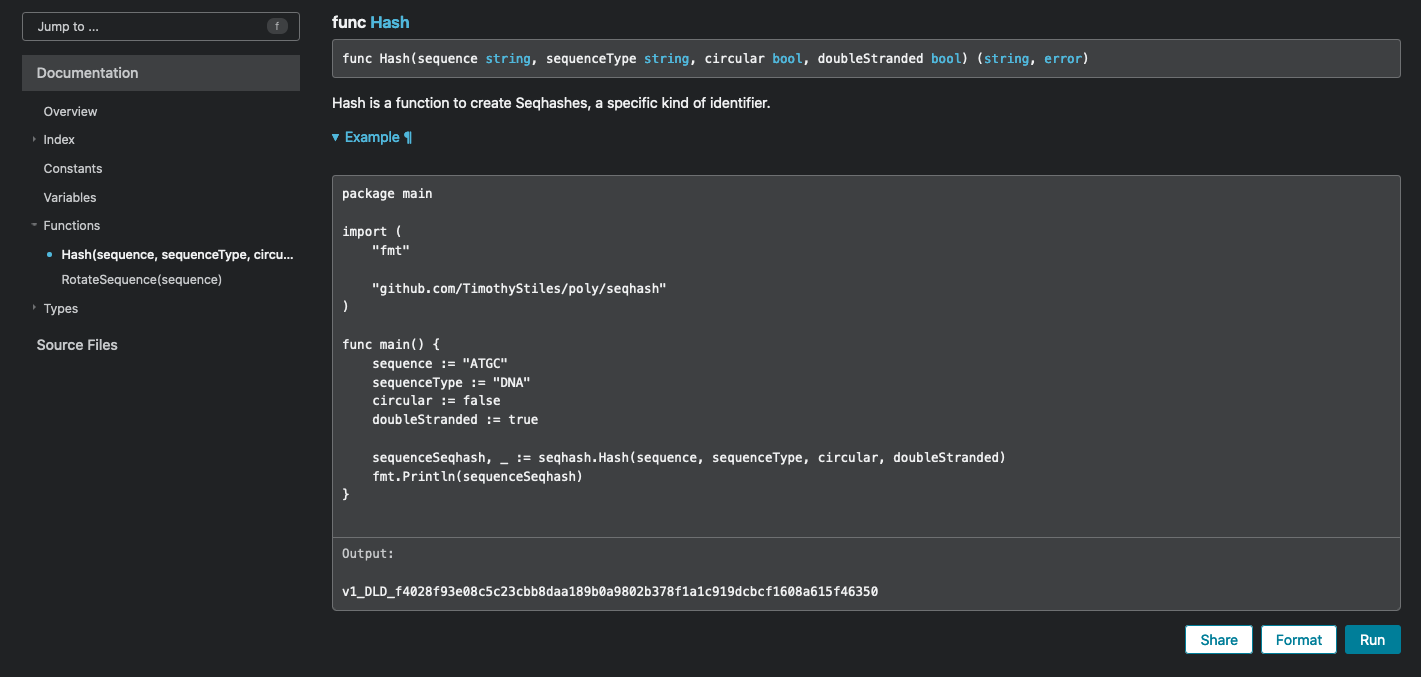 Jump to ...
f
Documentation
Overview
Index
Constants
Variables
Functions
Hash(sequence, sequenceType, circu...
RotateSequence(sequence)
Types
Source Files
func Hash
func Hash(sequence string, sequenceType string, circular bool, doubleStranded bool) (string, error)
Hash is a function to create Seqhashes, a specific kind of identifier.
▾ Example ¶
package main
import (
    "fmt"
    "github.com/TimothyStiles/poly/seqhash"
)
func main() {
    sequence := "ATGC"
    sequenceType := "DNA"
    circular := false
    doubleStranded := true
    sequenceSeqhash, _ := seqhash.Hash(sequence, sequenceType, circular, doubleStranded)
    fmt.Println(sequenceSeqhash)
}
Output:
v1_DLD_f4028f93e08c5c23cbb8daa189b0a9802b378f1a1c919dcbcf1608a615f46350
Share
Format
Run